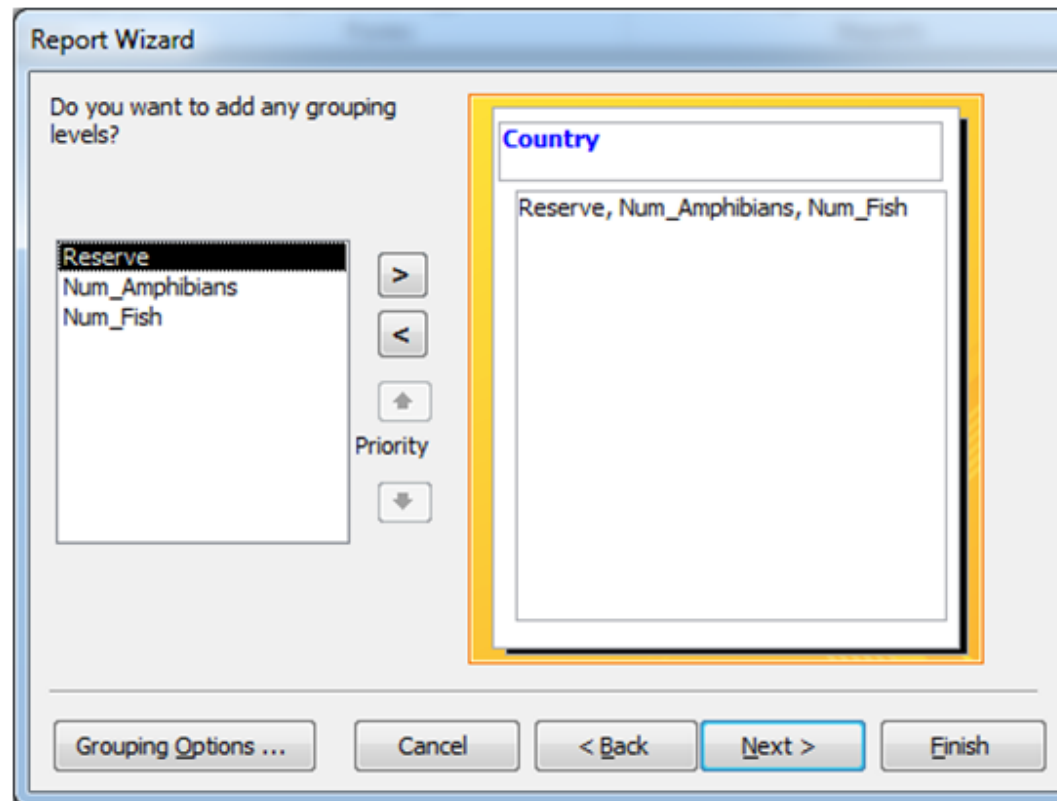 Report Wizard
Do you want to add any grouping
levels?
Country
Reserve, Num_Amphibians, Num_Fish
Reserve
Num_Amphibians
Num_Fish
>
<
Priority
Grouping Options ...
Cancel
< Back
Next >
Finish